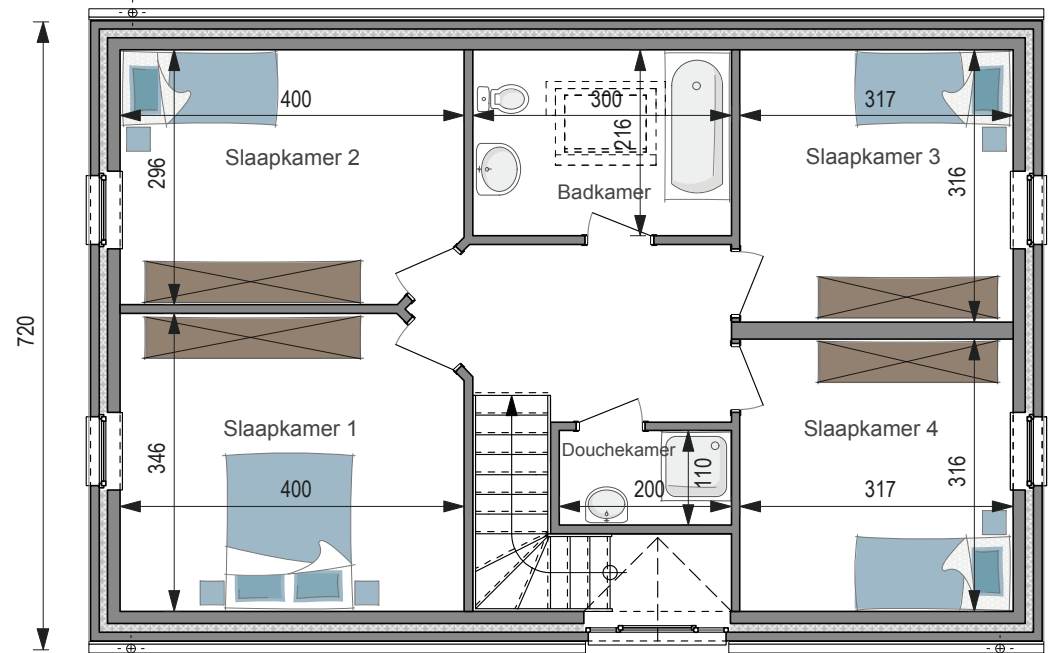 400
300
317
Slaapkamer 2
296
216
Badkamer
Slaapkamer 3
316
720
Slaapkamer 1
346
400
Douchekamer
110
200
Slaapkamer 4
317
316